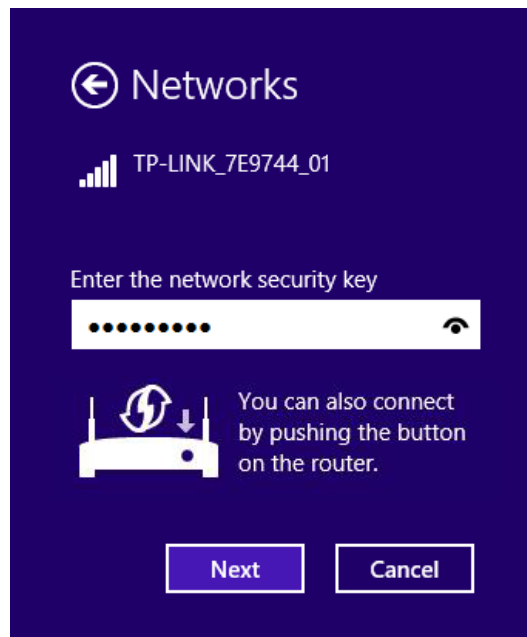 Networks
TP-LINK_7E9744_01
Enter the network security key
•••••••••
You can also connect
by pushing the button
on the router.
Next
Cancel